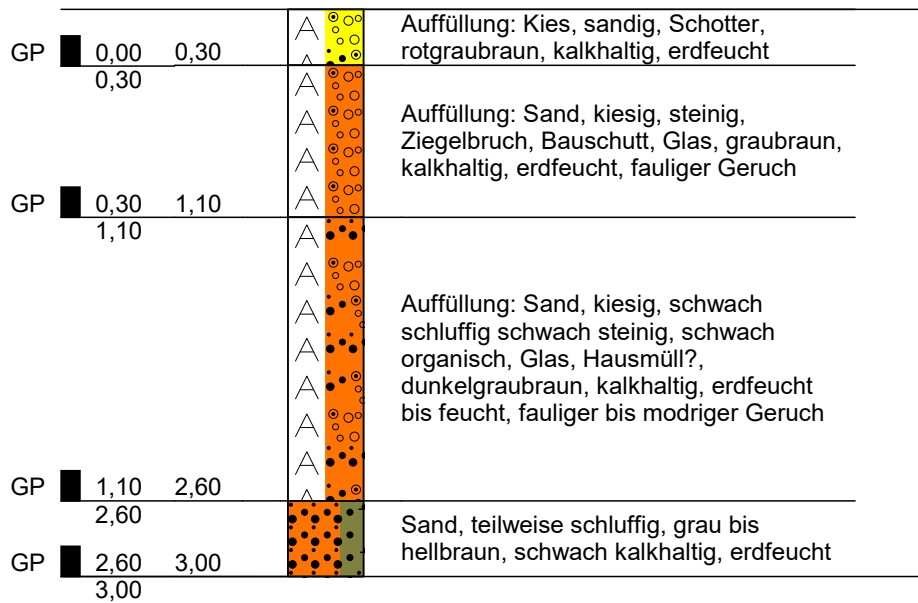 Auffüllung: Kies, sandig, Schotter,
rotgraubraun, kalkhaltig, erdfeucht
GP 0,00 0,30
0,30
Auffüllung: Sand, kiesig, steinig,
Ziegelbruch, Bauschutt, Glas, graubraun,
kalkhaltig, erdfeucht, fauliger Geruch
GP 0,30 1,10
1,10
Auffüllung: Sand, kiesig, schwach
schluffig schwach steinig, schwach
organisch, Glas, Hausmüll?,
dunkelgraubraun, kalkhaltig, erdfeucht
bis feucht, fauliger bis modriger Geruch
GP 1,10 2,60
2,60
Sand, teilweise schluffig, grau bis
hellbraun, schwach kalkhaltig, erdfeucht
GP 2,60 3,00
3,00
A
A
A
A
A
A
A
A
A
A
A
A
A